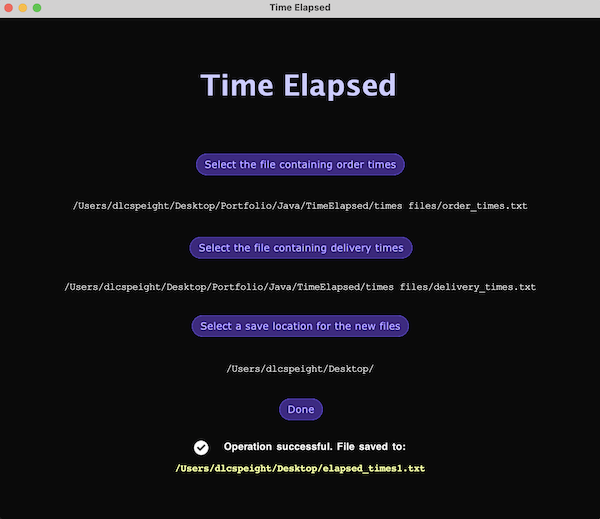 Time Elapsed
Time Elapsed
Select the file containing order times
/Users/dlcspeight/Desktop/Portfolio/Java/TimeElapsed/times files/order_times.txt
Select the file containing delivery times
/Users/dlcspeight/Desktop/Portfolio/Java/TimeElapsed/times files/delivery_times.txt
Select a save location for the new files
/Users/dlcspeight/Desktop/
Done
Operation successful. File saved to:
/Users/dlcspeight/Desktop/elapsed_times1.txt